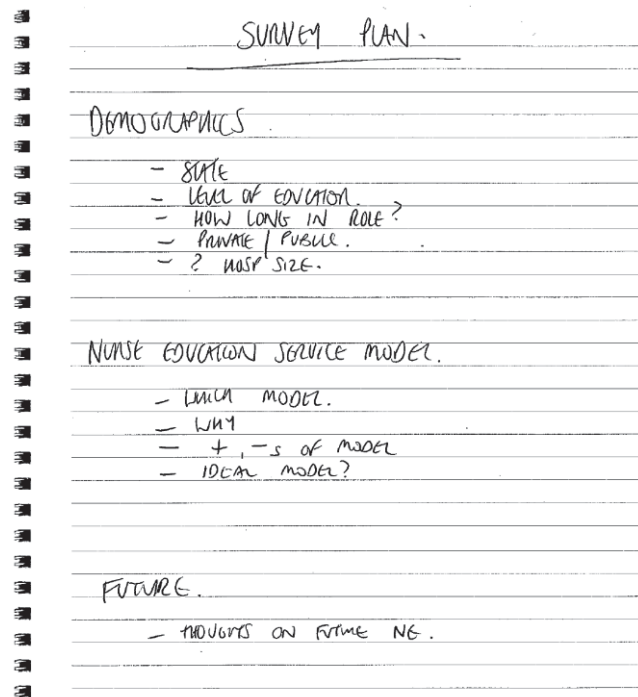 SURVEY PLAN.
DEMOGRAPHICS
- STATE
- LEVEL OF EDUCATOR.
- HOW LONG IN ROLE?
- PRIVATE / PUBLIC.
- ? HOSP SIZE.
NURSE EDUCATION SERVICE MODEL.
- WHICH MODEL.
- WHY
- +, -s OF MODEL
- IDEAL MODEL?
FUTURE.
- THOUGHTS ON FUTURE NE.